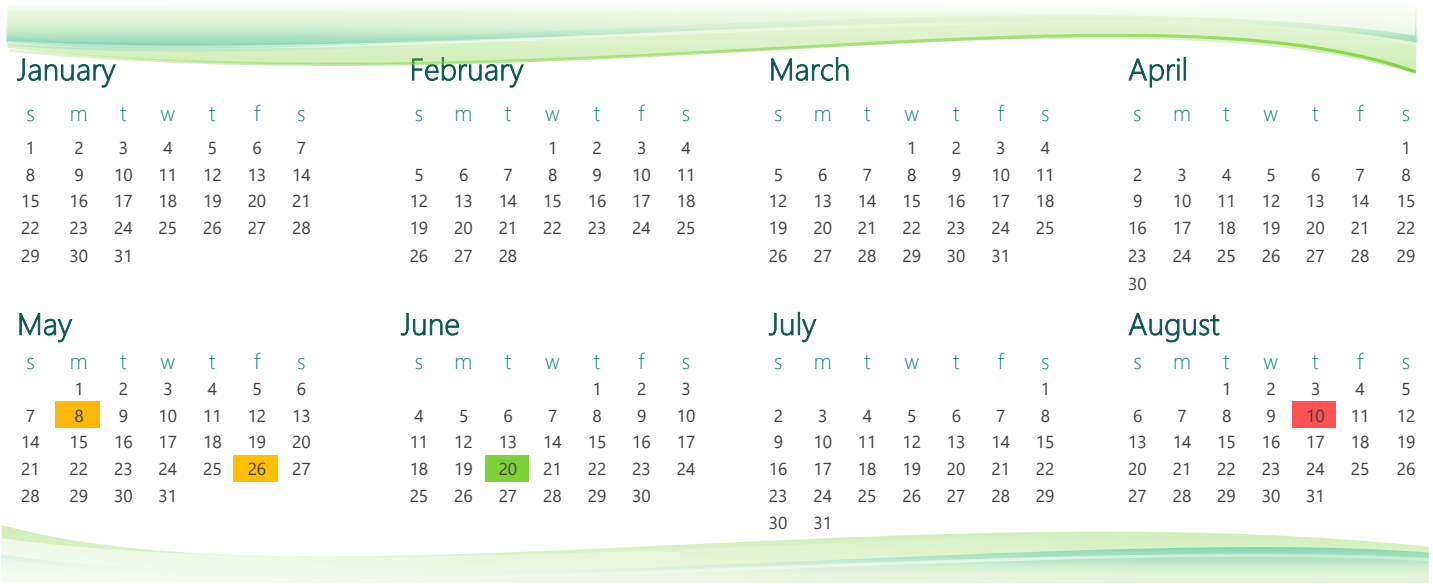 January February March April
s m t w t f s s m t w t f s s m t w t f s s m t w t f s
1 2 3 4 5 6 7 1 2 3 4 1 2 3 4 1
8 9 10 11 12 13 14 5 6 7 8 9 10 11 5 6 7 8 9 10 11 2 3 4 5 6 7 8
15 16 17 18 19 20 21 12 13 14 15 16 17 18 12 13 14 15 16 17 18 9 10 11 12 13 14 15
22 23 24 25 26 27 28 19 20 21 22 23 24 25 19 20 21 22 23 24 25 16 17 18 19 20 21 22
29 30 31 26 27 28 26 27 28 29 30 31 23 24 25 26 27 28 29
30
May June July August
s m t w t f s s m t w t f s s m t w t f s s m t w t f s
1 2 3 4 5 6 1 2 3 1 1 2 3 4 5
7 8 9 10 11 12 13 4 5 6 7 8 9 10 2 3 4 5 6 7 8 6 7 8 9 10 11 12
14 15 16 17 18 19 20 11 12 13 14 15 16 17 9 10 11 12 13 14 15 13 14 15 16 17 18 19
21 22 23 24 25 26 27 18 19 20 21 22 23 24 16 17 18 19 20 21 22 20 21 22 23 24 25 26
28 29 30 31 25 26 27 28 29 30 23 24 25 26 27 28 29 27 28 29 30 31
30 31